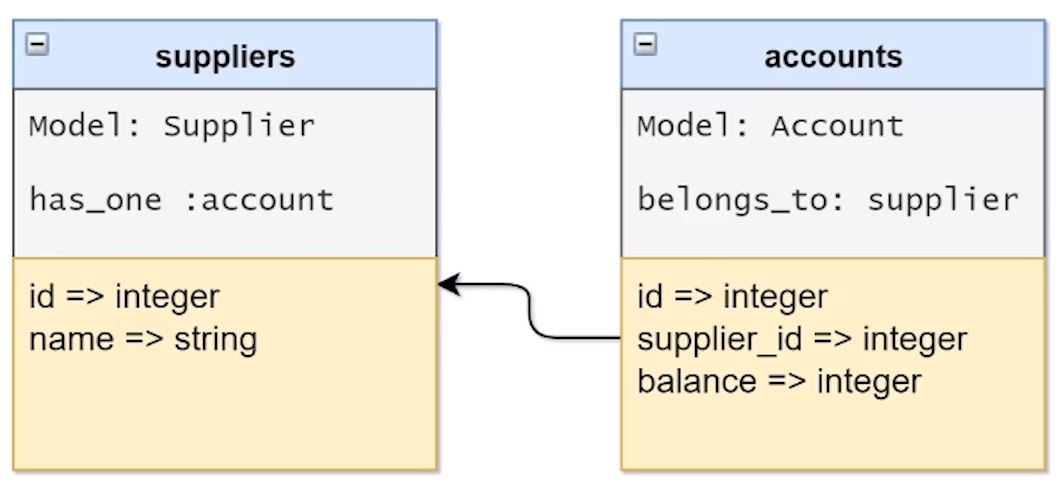 suppliers
Model: Supplier
has_one :account
id => integer
name => string
accounts
Model: Account
belongs_to: supplier
id => integer
supplier_id => integer
balance => integer